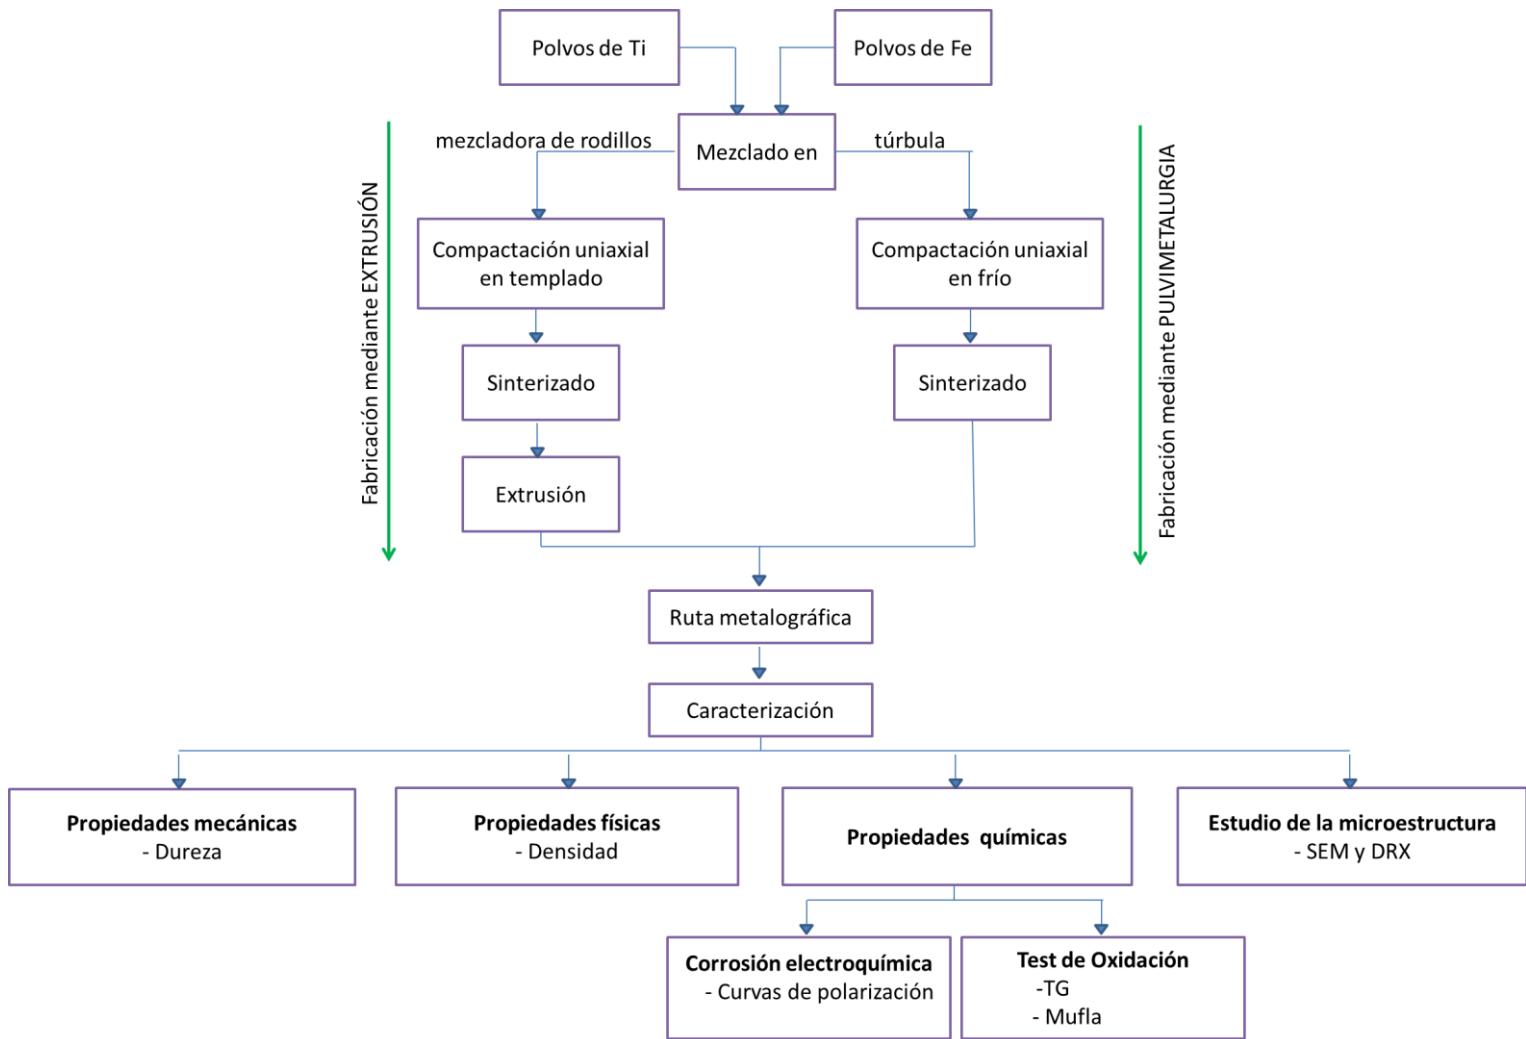 Polvos de Ti
Polvos de Fe
mezcladora de rodillos
Mezclado en
túrbula
Fabricación mediante EXTRUSIÓN
Fabricación mediante PULVIMETALURGIA
Compactación uniaxial
en templado
Compactación uniaxial
en frío
Sinterizado
Sinterizado
Extrusión
Ruta metalográfica
Caracterización
Propiedades mecánicas
- Dureza
Propiedades físicas
- Densidad
Propiedades químicas
Estudio de la microestructura
- SEM y DRX
Corrosión electroquímica
- Curvas de polarización
Test de Oxidación
-TG
- Mufla